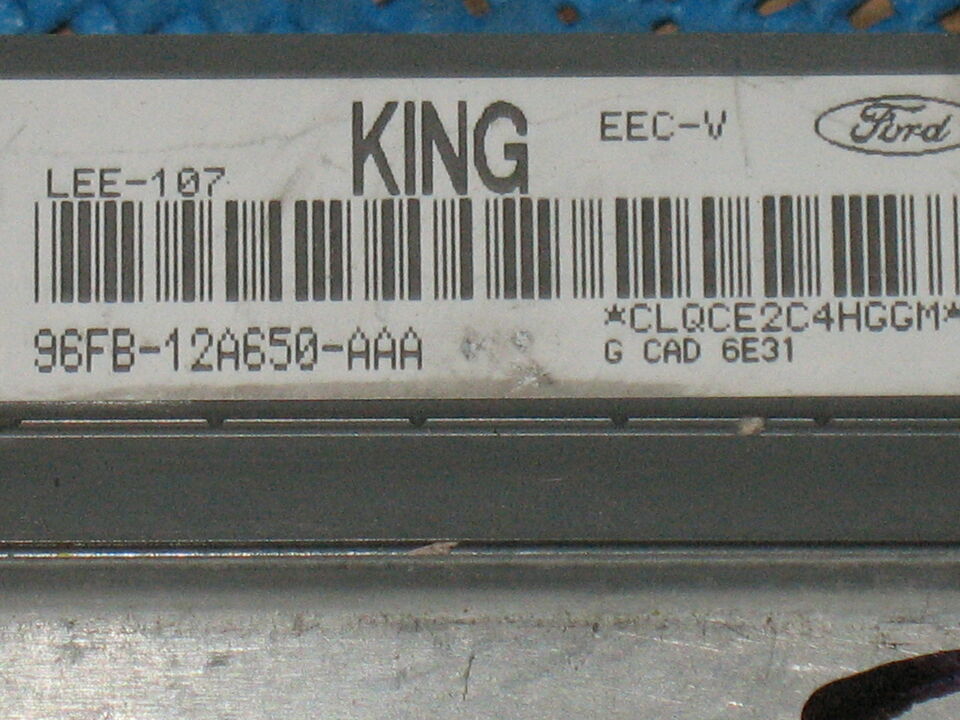 KING
EEC-V
Ford
LEE-107
*CLQCE2C4HGGM*
96FB-12A650-AAA
G CAD 6E31